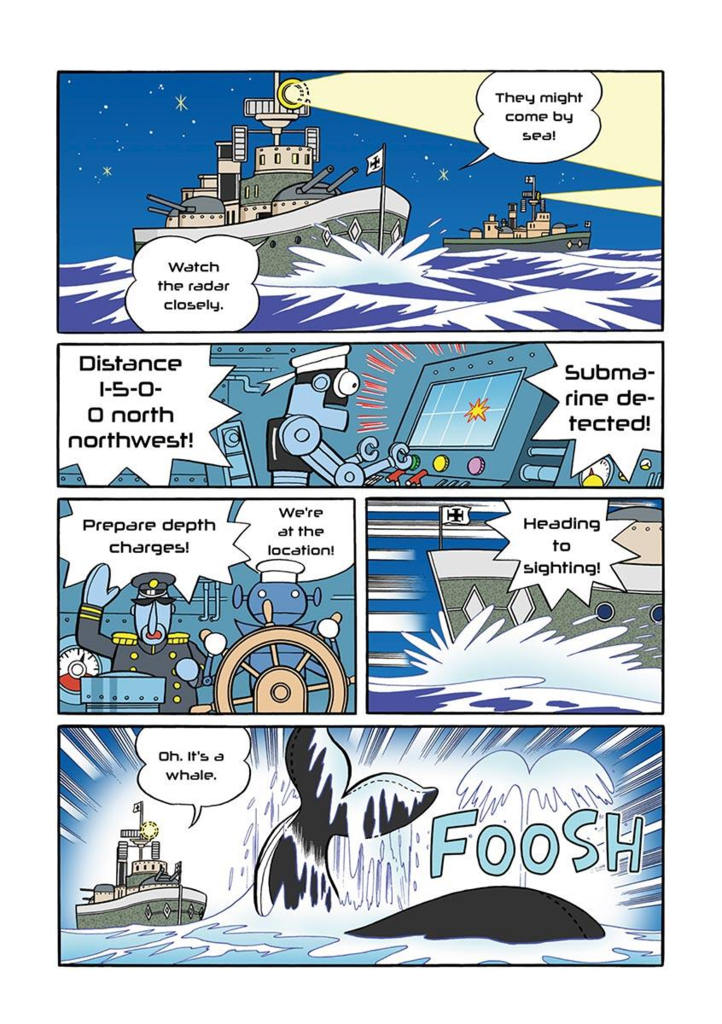 They might
come by
sea!
Watch
the radar
closely.
Subma-
rine de-
tected!
Distance
1-5-0-
0 north
northwest!
Heading
to
sighting!
We're
at the
location!
Prepare depth
charges!
Oh. It's a
whale.
FOOSH